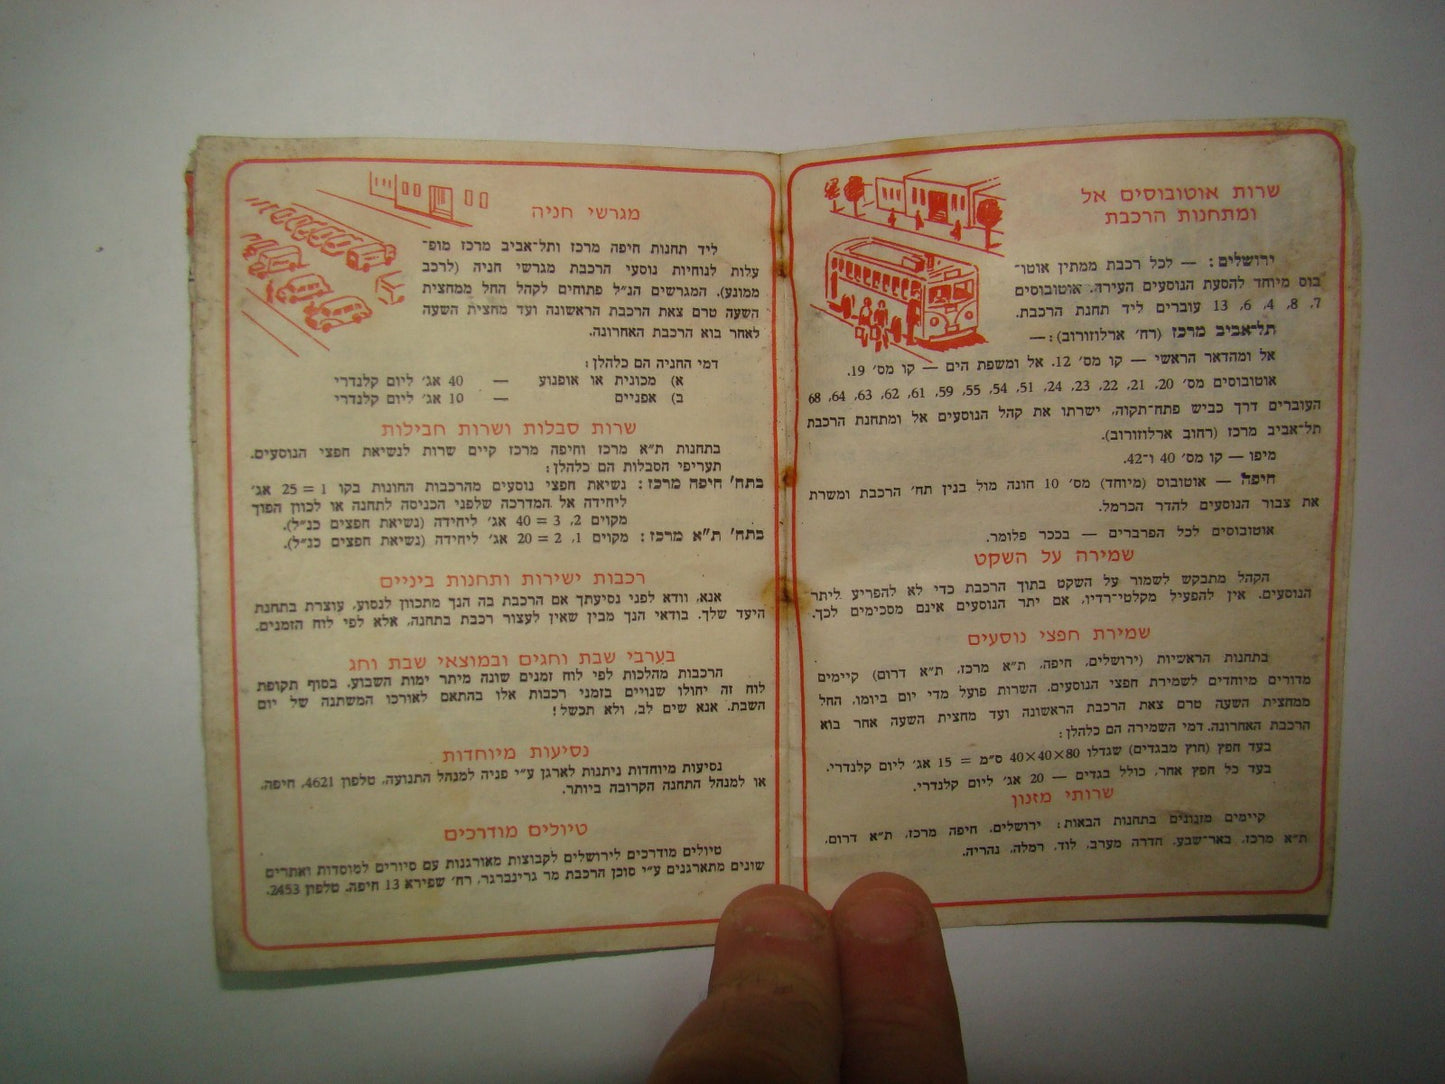 שרות אוטובוסים אל
ומתחנות הרכבת
ירושלים: — לכל רכבת ממתין אוטו־
בוס מיוחד להסעת הנוסעים העירה. אוטובוסים
7, 8, 4, 6, 13 עוברים ליד תחנת הרכבת.
תל־אביב מרכז (רח׳ ארלוזורוב): —
אל ומהדאר הראשי — קו מס׳ 12. אל ומשפת הים — קו מס׳ 19.
אוטובוסים מס׳ 20, 21, 22, 23, 24, 51, 54, 55, 59, 61, 62, 63, 64, 68
העוברים דרך כביש פתח־תקוה, ישרתו את קהל הנוסעים אל ומתחנת הרכבת
תל־אביב מרכז (רחוב ארלוזורוב).
מיפו — קו מס׳ 40 ו־42.
חיפה — אוטובוס (מיוחד) מס׳ 10 חונה מול בנין תח׳ הרכבת ומשרת
את צבור הנוסעים להדר הכרמל.
אוטובוסים לכל הפרברים — בככר פלומר.
שמירה על השקט
הקהל מתבקש לשמור על השקט בתוך הרכבת כדי לא להפריע ליתר
הנוסעים. אין להפעיל מקלטי־רדיו, אם יתר הנוסעים אינם מסכימים לכך.
שמירת חפצי נוסעים
בתחנות הראשיות (ירושלים, חיפה, ת״א מרכז, ת״א דרום) קיימים
מדורים מיוחדים לשמירת חפצי הנוסעים. השרות פועל מדי יום ביומו, החל
ממחצית השעה טרם צאת הרכבת הראשונה ועד מחצית השעה אחר בוא
הרכבת האחרונה. דמי השמירה הם כלהלן:
בעד חפץ (חוץ מבגדים) שגדלו 80×40×40 ס״מ = 15 אג׳ ליום קלנדרי.
בעד כל חפץ אחר, כולל בגדים — 20 אג׳ ליום קלנדרי.
שרותי מזנון
קיימים מזנונים בתחנות הבאות: ירושלים, חיפה מרכז, ת״א דרום,
ת״א מרכז, באר־שבע, חדרה מערב, לוד, רמלה, נהריה.
מגרשי חניה
ליד תחנות חיפה מרכז ותל־אביב מרכז מופ־
עלות לנוחיות נוסעי הרכבת מגרשי חניה (לרכב
ממונע). המגרשים הנ״ל פתוחים לקהל החל ממחצית
השעה טרם צאת הרכבת הראשונה ועד מחצית השעה
לאחר בוא הרכבת האחרונה.
דמי החניה הם כלהלן:
א) מכונית או אופנוע — 40 אג׳ ליום קלנדרי
ב) אפניים — 10 אג׳ ליום קלנדרי
שרות סבלות ושרות חבילות
בתחנות ת״א מרכז וחיפה מרכז קיים שרות לנשיאת חפצי הנוסעים.
תעריפי הסבלות הם כלהלן:
בתח׳ חיפה מרכז: נשיאת חפצי נוסעים מהרכבות החונות בקו 1 = 25 אג׳
ליחידה אל המדרכה שלפני הכניסה לתחנה או לכוון הפוך
מקוים 2, 3 = 40 אג׳ ליחידה (נשיאת חפצים כנ״ל).
בתח׳ ת״א מרכז: מקוים 1, 2 = 20 אג׳ ליחידה (נשיאת חפצים כנ״ל).
רכבות ישירות ותחנות ביניים
אנא, וודא לפני נסיעתך אם הרכבת בה הנך מתכוון לנסוע, עוצרת בתחנת
היעד שלך. בודאי הנך מבין שאין לעצור רכבת בתחנה, אלא לפי לוח הזמנים.
בערבי שבת וחגים ובמוצאי שבת וחג
הרכבות מהלכות לפי לוח זמנים שונה מיתר ימות השבוע. בסוף תקופת
לוח זה יחולו שנויים בזמני רכבות אלו בהתאם לאורכו המשתנה של יום
השבת. אנא שים לב, ולא תכשל!
נסיעות מיוחדות
נסיעות מיוחדות ניתנות לארגן ע״י פניה למנהל התנועה, טלפון 4621, חיפה,
או למנהל התחנה הקרובה ביותר.
טיולים מודרכים
טיולים מודרכים לירושלים לקבוצות מאורגנות עם סיורים למוסדות ואתרים
שונים מתארגנים ע״י סוכן הרכבת מר גרינברגר, רח׳ שפירא 13 חיפה. טלפון 2453.